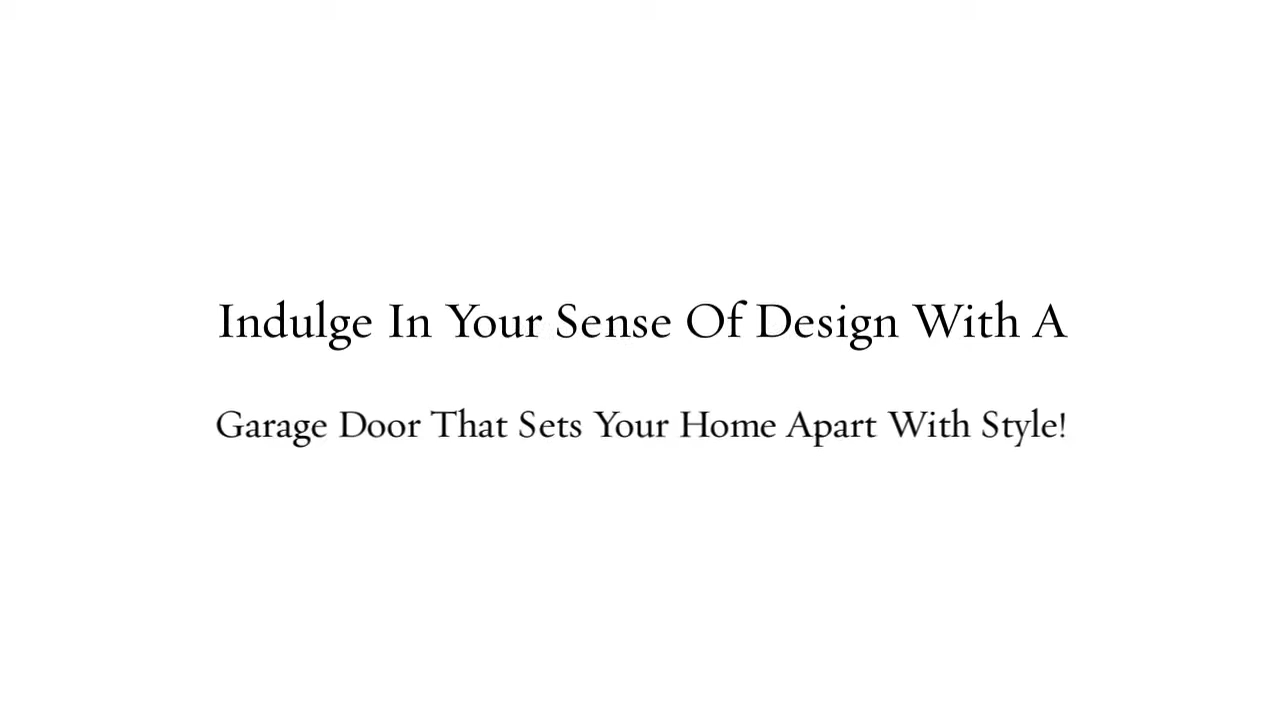 Indulge In Your Sense Of Design With A
Garage Door That Sets Your Home Apart With Style!